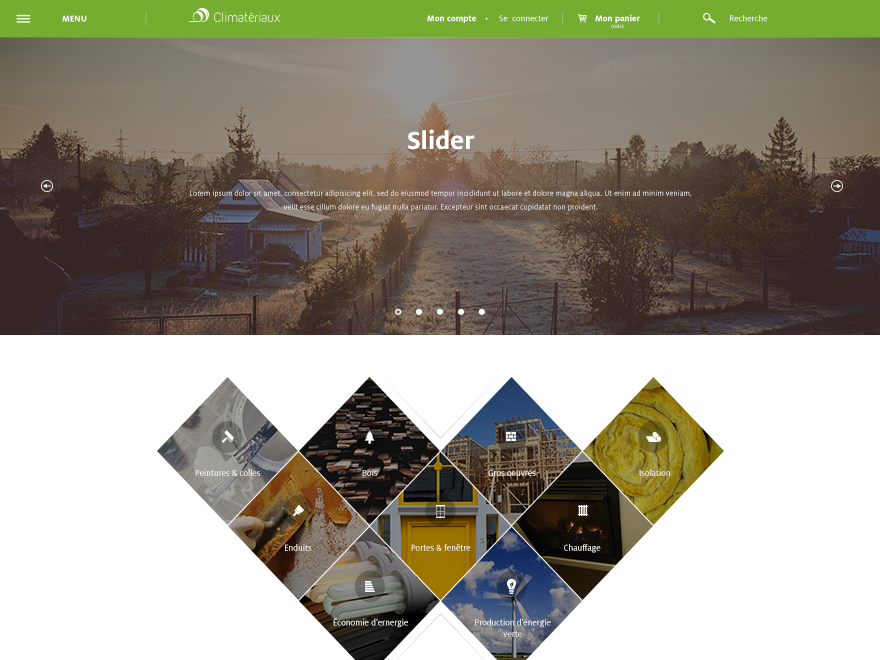 MENU
Climatériaux
Mon compte • Se connecter
Mon panier
(vide)
Recherche
Slider
Lorem ipsum dolor sit amet, consectetur adipisicing elit, sed do eiusmod tempor incididunt ut labore et dolore magna aliqua. Ut enim ad minim veniam,
velit esse cillum dolore eu fugiat nulla pariatur. Excepteur sint occaecat cupidatat non proident.
Peintures & colles
Bois
Gros oeuvres
Isolation
Enduits
Portes & fenêtre
Chauffage
Économie d'ernergie
Production d'énergie
verte